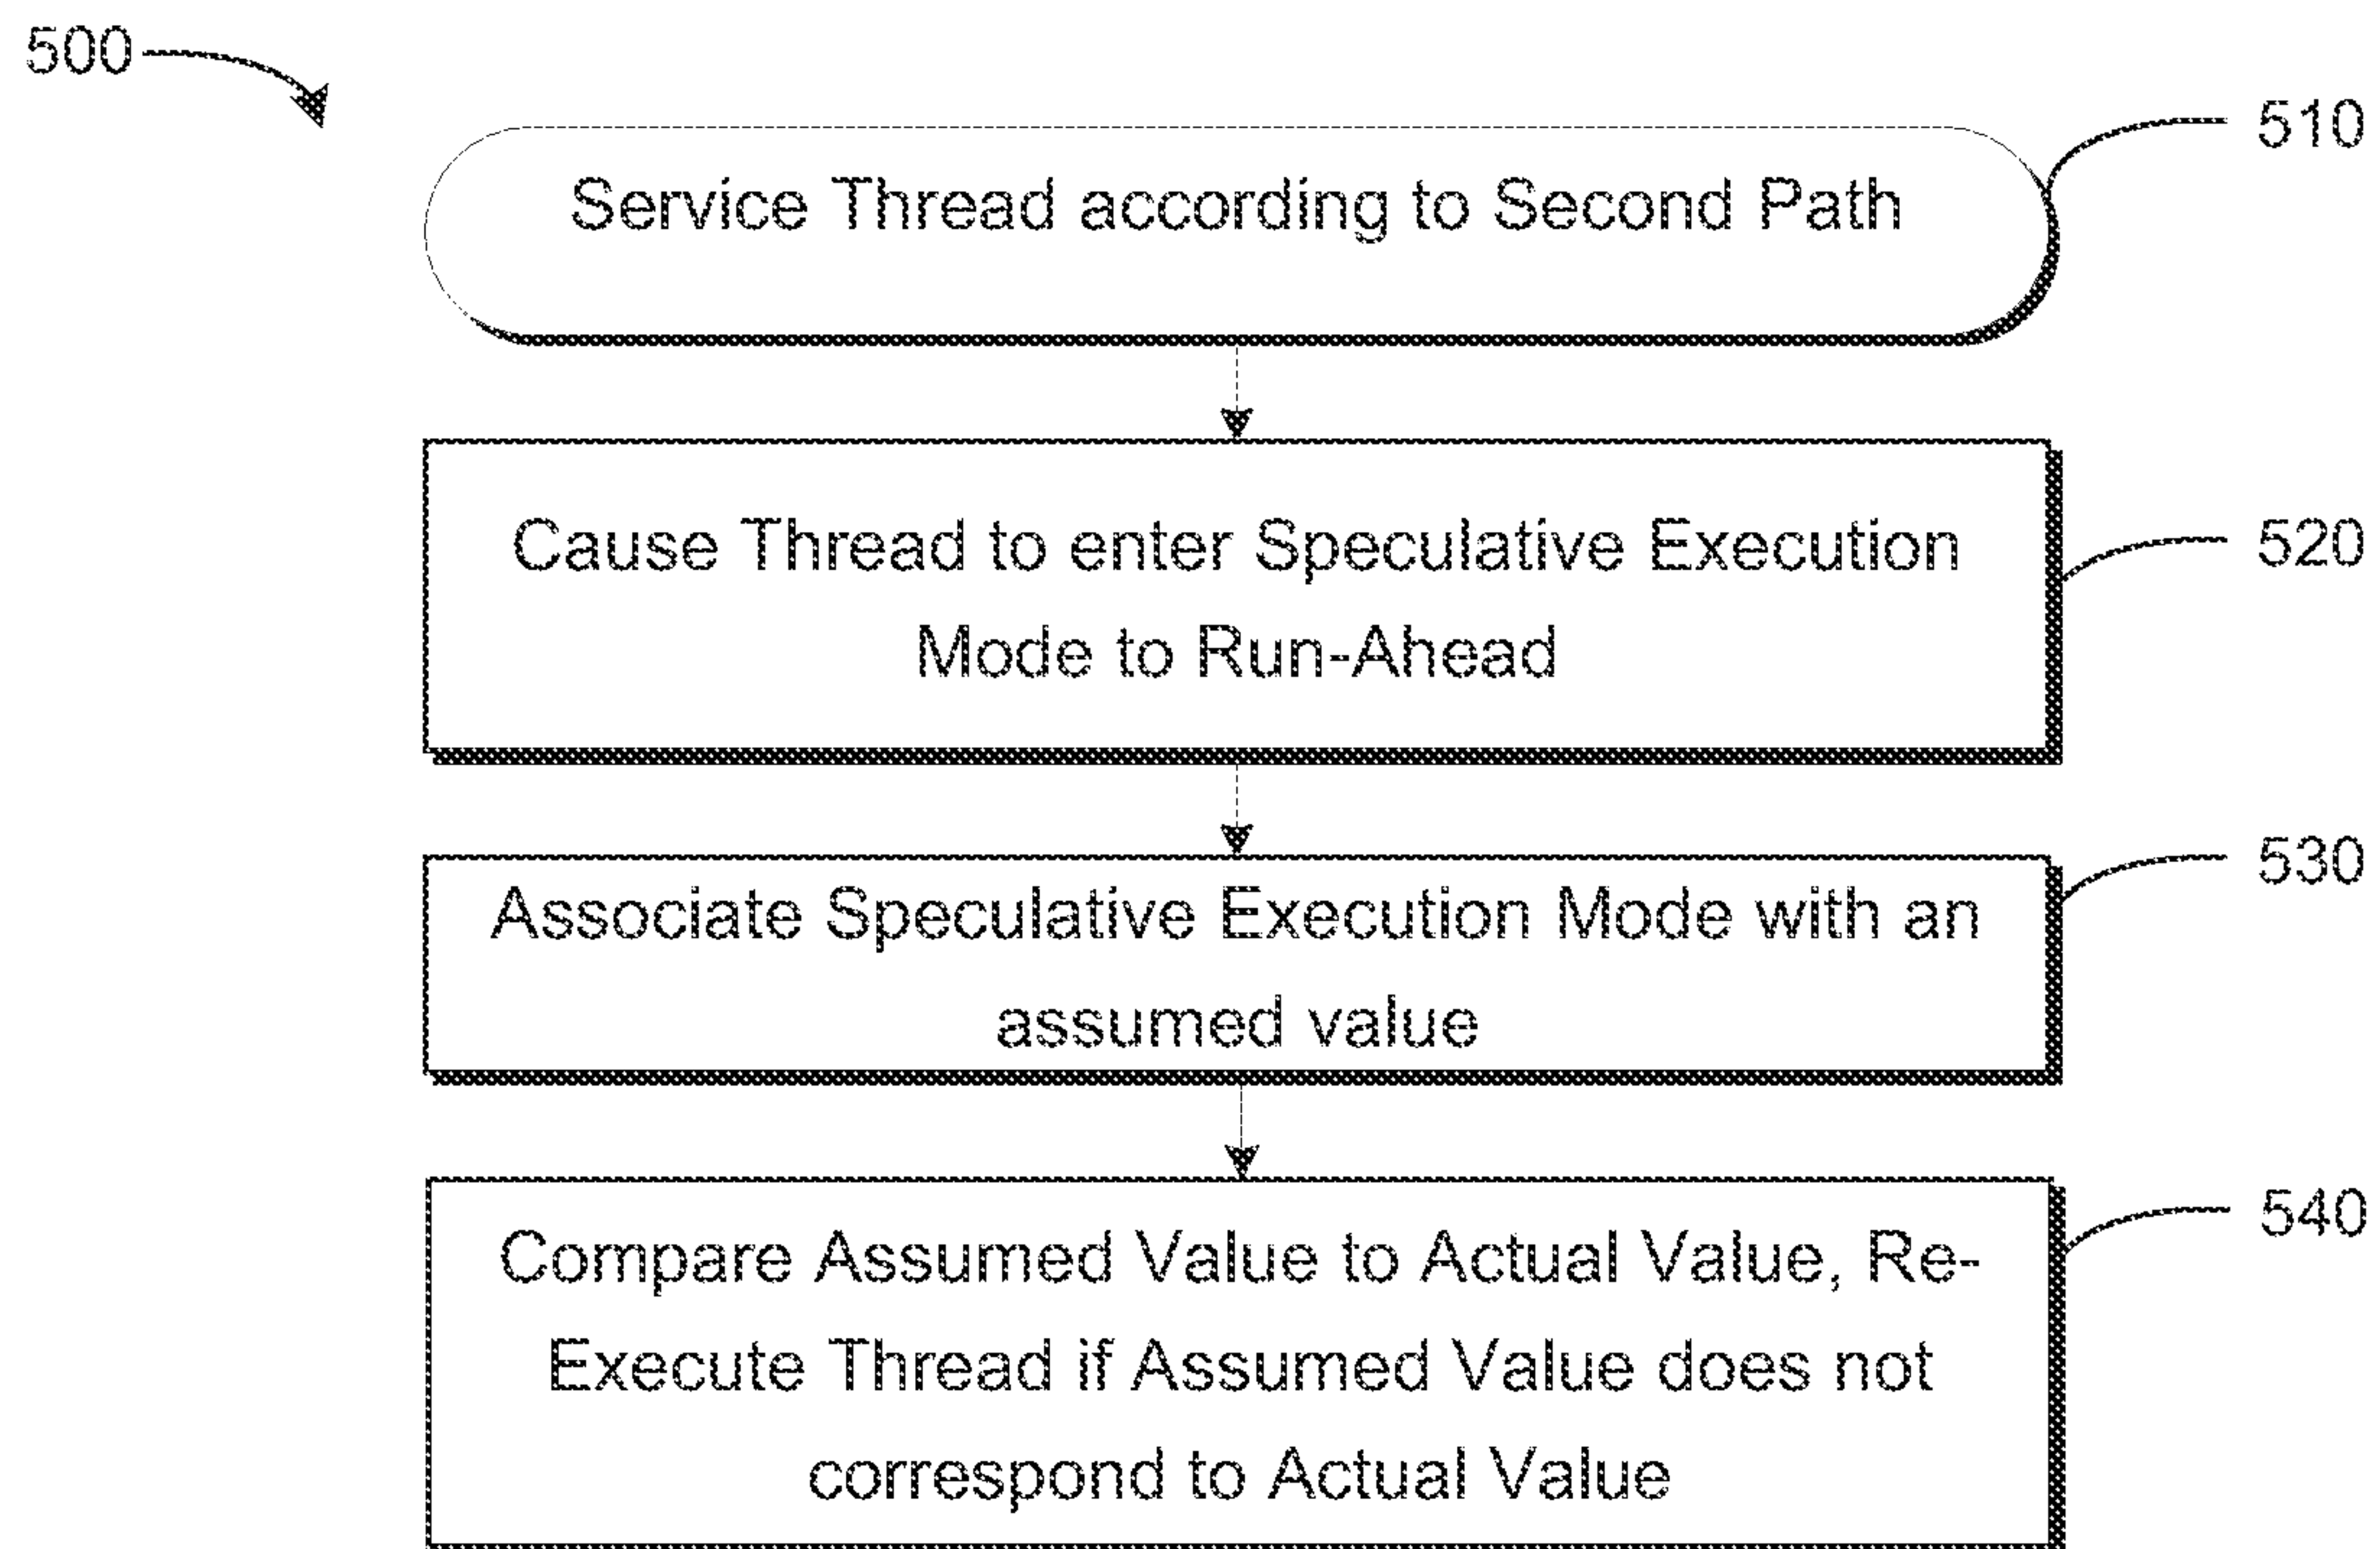 500
510
Service Thread according to Second Path
Cause Thread to enter Speculative Execution
520
Mode to Run-Ahead
530
Associate Speculative Execution Mode with an
assumed value
540
Compare Assumed Value to Actual Value, Re-
Execute Thread if Assumed Value does not
correspond to Actual Value